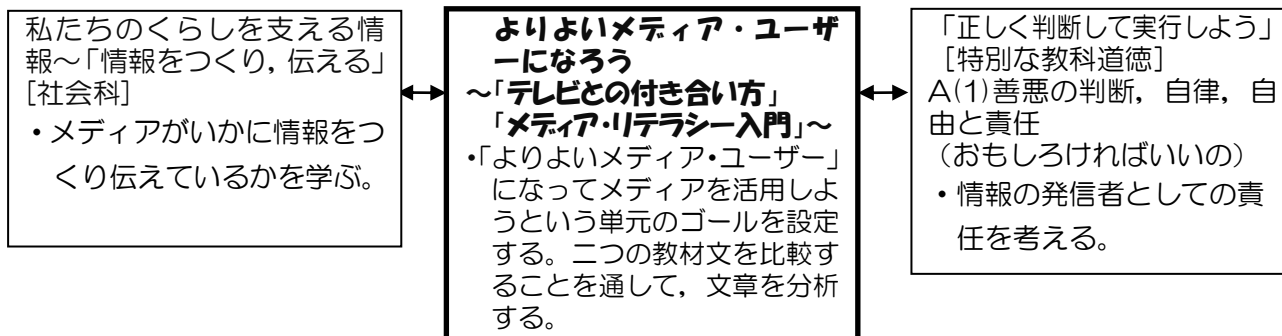 私たちのくらしを支える情
報～「情報をつくり，伝える」
[社会科]
・メディアがいかに情報をつ
くり伝えているかを学ぶ。
よりよいメディア・ユーザ
ーになろう
～「テレビとの付き合い方」
「メディア・リテラシー入門」～
・「よりよいメディア・ユーザー」
になってメディアを活用しよ
うという単元のゴールを設定
する。二つの教材文を比較す
ることを通して，文章を分析
する。
「正しく判断して実行しよう」
[特別な教科道徳]
A(1)善悪の判断，自律，自
由と責任
（おもしろければいいの）
・情報の発信者としての責
任を考える。